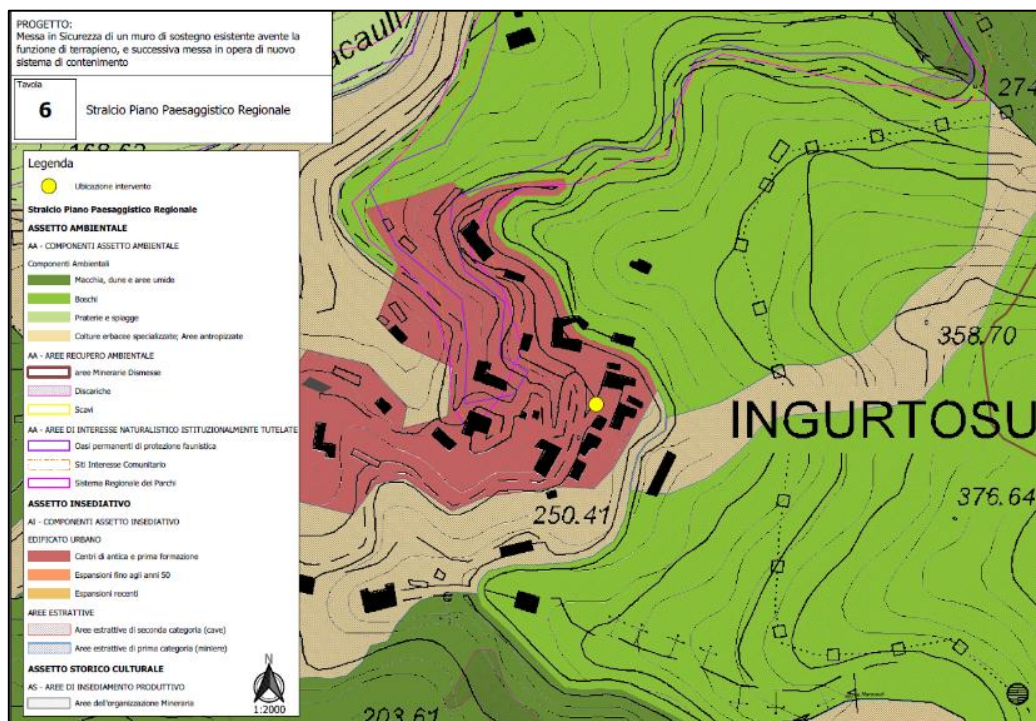 PROGETTO:
Messa in Sicurezza di un muro di sostegno esistente avente la
funzione di terrapieno, e successiva messa in opera di nuovo
sistema di contenimento
Tavola
6
Stralcio Piano Paesaggistico Regionale
Legenda
Ubicazione intervento
Stralcio Piano Paesaggistico Regionale
ASSETTO AMBIENTALE
AA - COMPONENTI ASSETTO AMBIENTALE
Componenti Ambientali
Macchia, dune e aree umide
Boschi
Praterie e spiagge
Colture erbacee specializzate; Aree antropizzate
AA - AREE RECUPERO AMBIENTALE
aree Minerarie Dismesse
Discariche
Scavi
AA - AREE DI INTERESSE NATURALISTICO ISTITUZIONALMENTE TUTELATE
Oasi permanenti di protezione faunistica
Siti Interesse Comunitario
Sistema Regionale dei Parchi
ASSETTO INSEDIATIVO
AI - COMPONENTI ASSETTO INSEDIATIVO
EDIFICATO URBANO
Centri di antica e prima formazione
Espansioni fino agli anni 50
Espansioni recenti
AREE ESTRATTIVE
Aree estrattive di seconda categoria (cave)
Aree estrattive di prima categoria (miniere)
ASSETTO STORICO CULTURALE
AS - AREE DI INSEDIAMENTO PRODUTTIVO
Aree dell'organizzazione Mineraria
N
1:2000
acauli
168.62
274
358.70
INGURTOSU
376.64
250.41
203.61